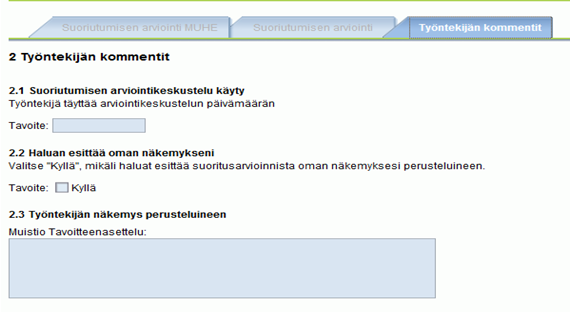 Suoriutumisen arviointi MUHE Suoriutumisen arviointi Työntekijän kommentit
2 Työntekijän kommentit
2.1 Suoriutumisen arviointikeskustelu käyty
Työntekijä täyttää arviointikeskustelun päivämäärän
Tavoite:
2.2 Haluan esittää oman näkemykseni
Valitse "Kyllä", mikäli haluat esittää suoritusarvioinnista oman näkemyksesi perusteluineen.
Tavoite: Kyllä
2.3 Työntekijän näkemys perusteluineen
Muistio Tavoitteenasettelu: